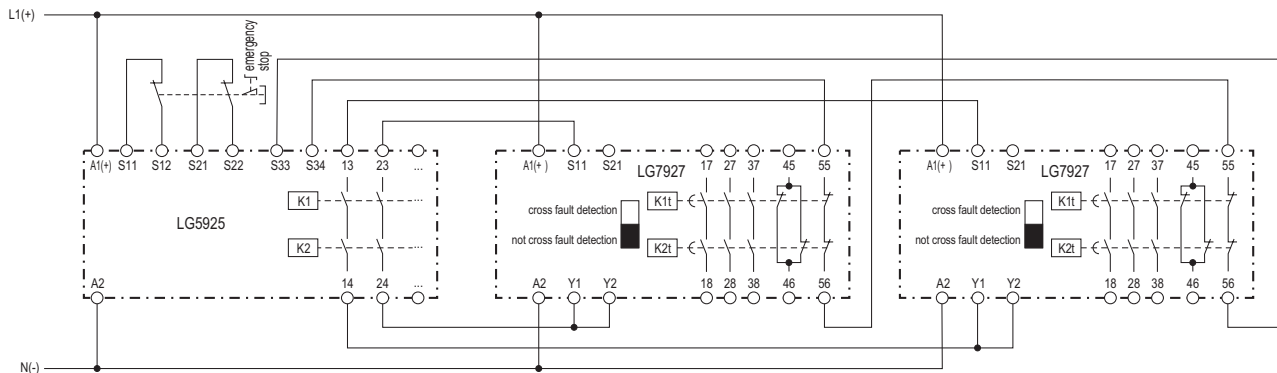 L1(+)
emergency
stop
A1(+) S11 S12 S21 S22 S33 S34 13 23 ...
A1(+) S11 S21 17 27 37 45 55
A1(+) S11 S21 17 27 37 45 55
LG5925
K1 ...
K2 ...
A2 14 24 ...
LG7927
cross fault detection
not cross fault detection
K1t
K2t
A2 Y1 Y2 18 28 38 46 56
LG7927
cross fault detection
not cross fault detection
K1t
K2t
A2 Y1 Y2 18 28 38 46 56
N(-)